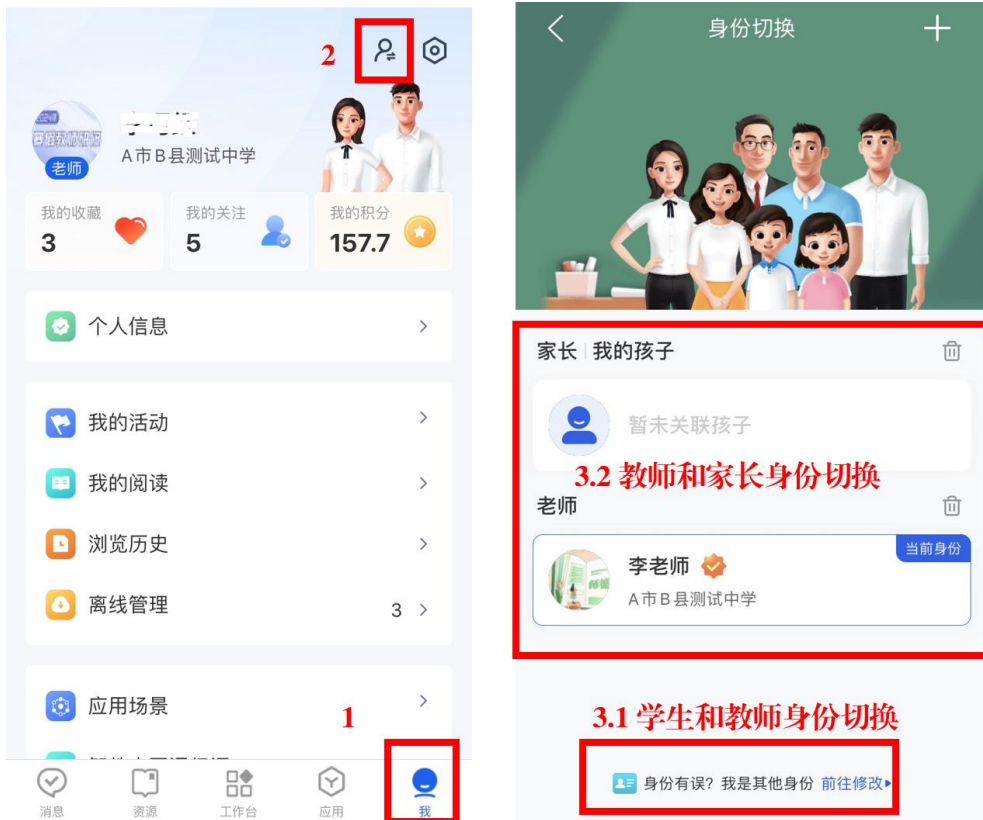 2
老师
A市B县测试中学
我的收藏
3
我的关注
5
我的积分
157.7
个人信息
我的活动
我的阅读
浏览历史
离线管理
3
应用场景
1
消息
资源
工作台
应用
我
身份切换
家长 | 我的孩子
暂未关联孩子
3.2 教师和家长身份切换
老师
当前身份
李老师
A市B县测试中学
3.1 学生和教师身份切换
身份有误? 我是其他身份 前往修改